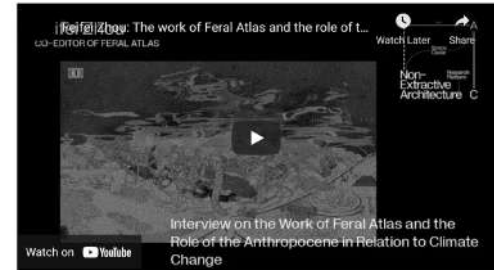 Feifei Zhou: The work of Feral Atlas and the role of t...
CO-EDITOR OF FERAL ATLAS
Watch Later
Share
A
Non-
Extractive
Architecture
C
Research
Platform
Interview on the Work of Feral Atlas and the
Role of the Anthropocene in Relation to Climate
Change
Watch on YouTube